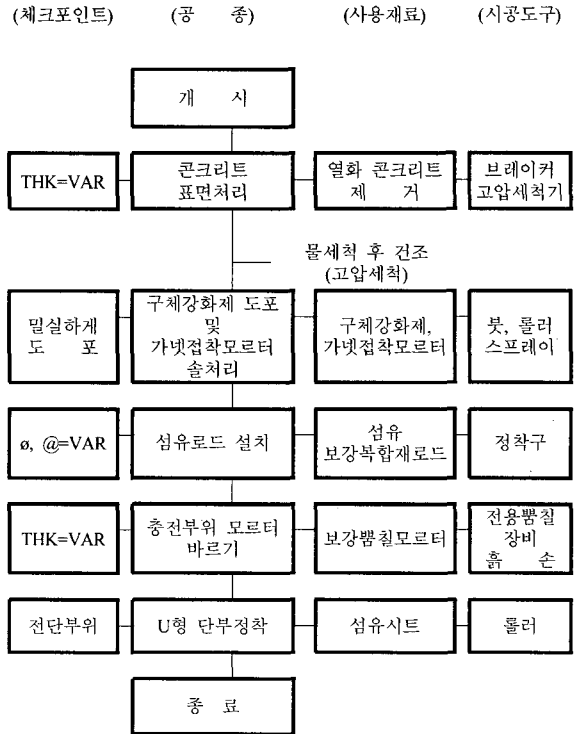 (체크포인트) (공 종) (사용재료) (시공도구)
개 시
THK=VAR
콘크리트
표면처리
열화 콘크리트
제 거
브레이커
고압세척기
물세척 후 건조
(고압세척)
밀실하게
도 포
구체강화제 도포
및
가넷접착모르터
솔처리
구체강화제,
가넷접착모르터
붓, 롤러
스프레이
ø, @=VAR
섬유로드 설치
섬유
보강복합재로드
정착구
THK=VAR
충전부위 모르터
바르기
보강뿜칠모르터
전용뿜칠
장비
흙 손
전단부위
U형 단부정착
섬유시트
롤러
종 료